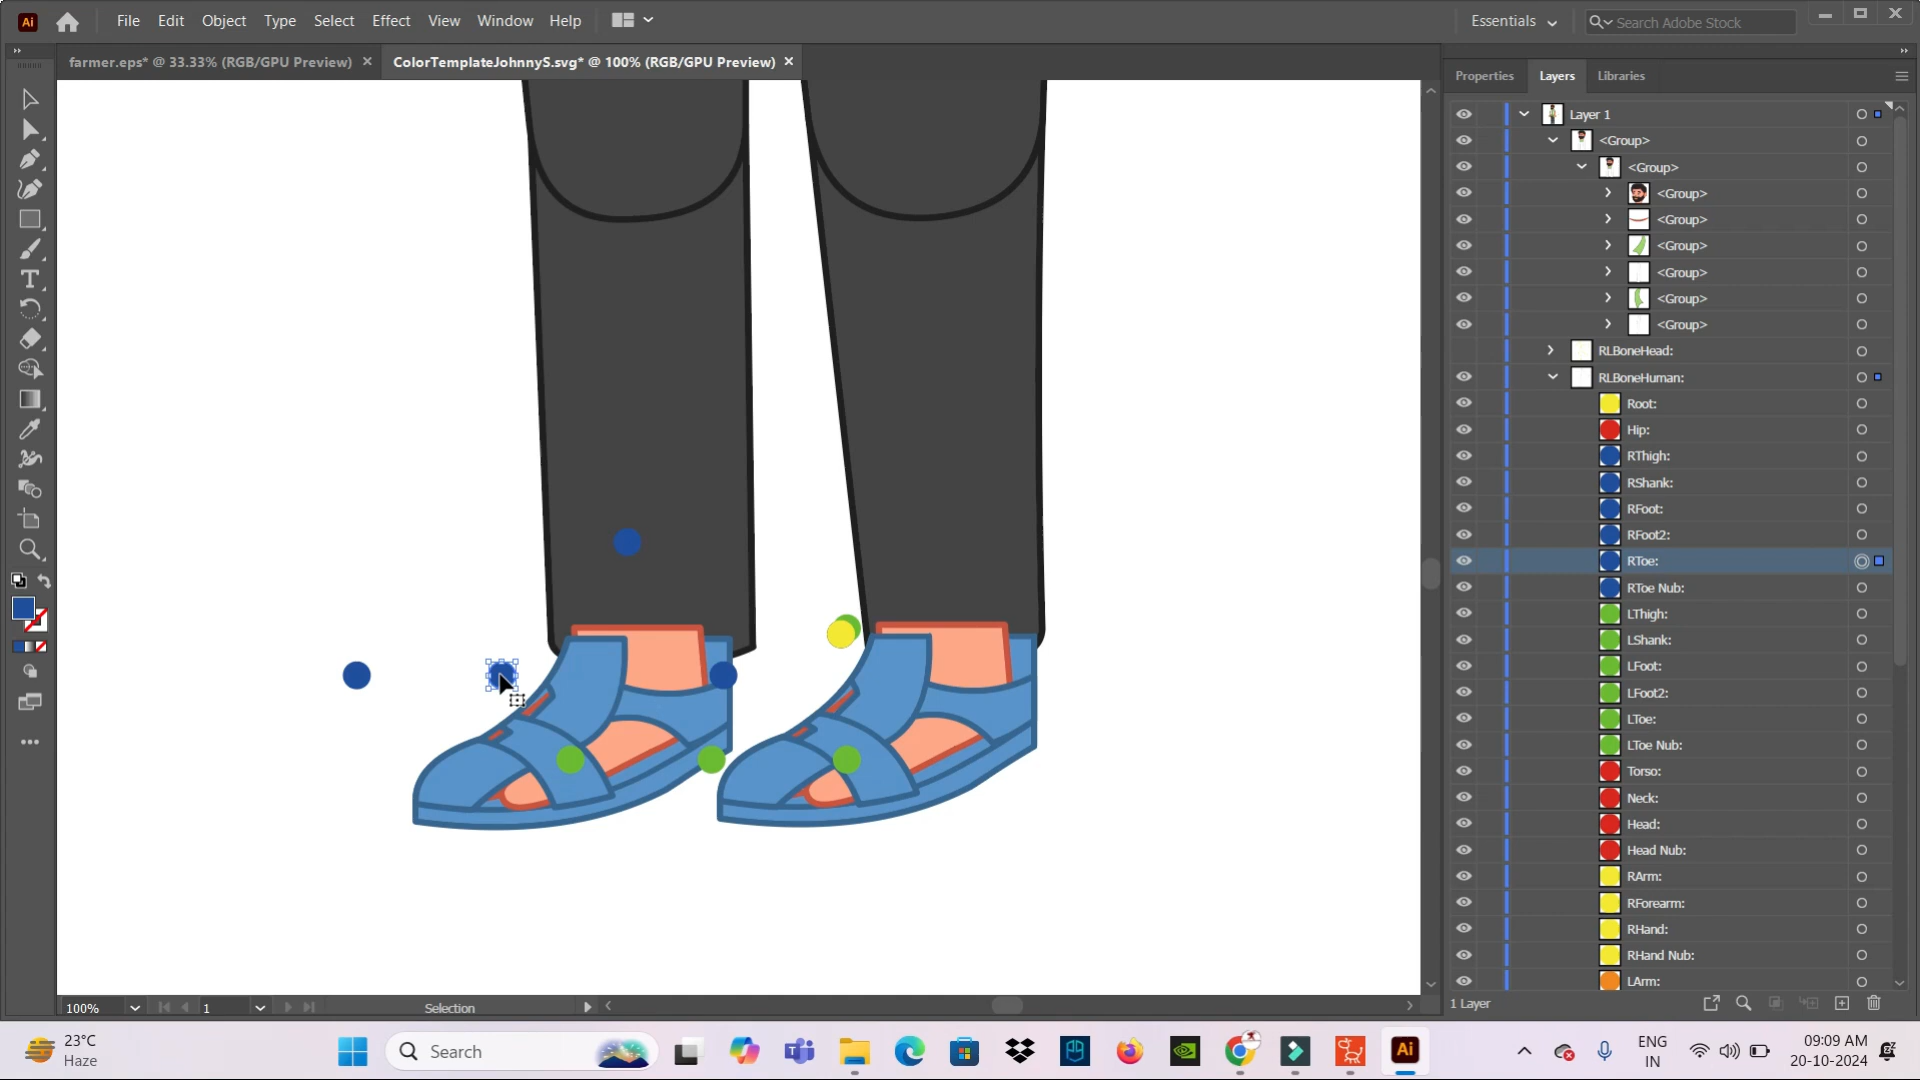 Ai File Edit Object Type Select Effect View Window Help Essentials Search Adobe Stock
farmer.eps* @ 33.33% (RGB/GPU Preview) × ColorTemplateJohnnyS.svg* @ 100% (RGB/GPU Preview) ×
Properties Layers Libraries
Layer 1
<Group>
<Group>
<Group>
<Group>
<Group>
<Group>
<Group>
<Group>
RLBoneHead:
RLBoneHuman:
Root:
Hip:
RThigh:
RShank:
RFoot:
RFoot2:
RToe:
RToe Nub:
LThigh:
LShank:
LFoot:
LFoot2:
LToe:
LToe Nub:
Torso:
Neck:
Head:
Head Nub:
RArm:
RForearm:
RHand:
RHand Nub:
LArm:
1 Layer
100% 1 Selection
23°C
Haze
Search
Ai
ENG
IN
09:09 AM
20-10-2024